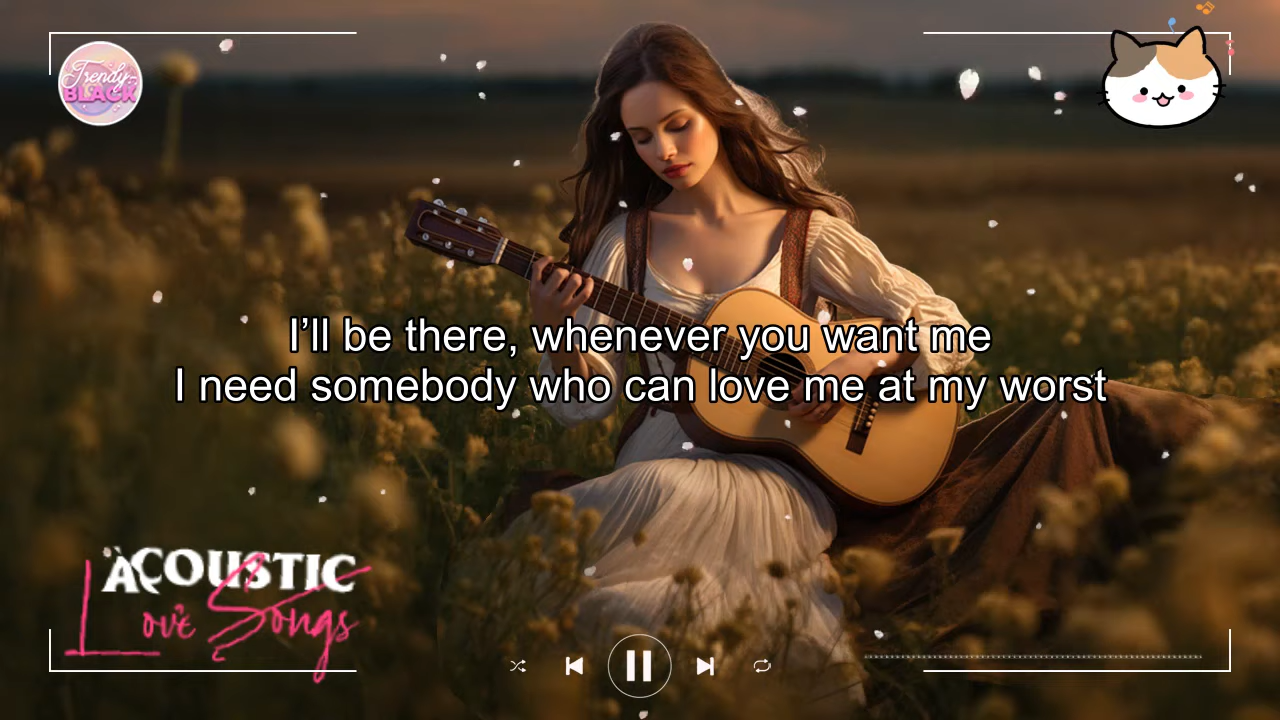 Trendy
BLACK
I’ll be there, whenever you want me
I need somebody who can love me at my worst
ACOUSTIC
Love Songs